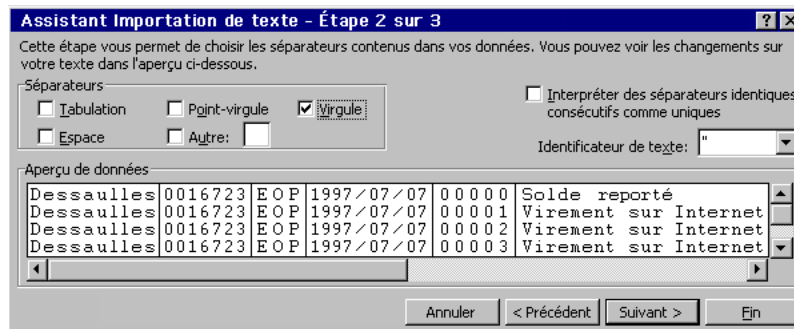 Assistant Importation de texte - Étape 2 sur 3
Cette étape vous permet de choisir les séparateurs contenus dans vos données. Vous pouvez voir les changements sur
votre texte dans l'aperçu ci-dessous.
Séparateurs
Tabulation Point-virgule Virgule
Espace Autre:
Interpréter des séparateurs identiques
consécutifs comme uniques
Identificateur de texte: "
Aperçu de données
Dessaulles 0016723 EOP 1997/07/07 00000 Solde reporté
Dessaulles 0016723 EOP 1997/07/07 00001 Virement sur Internet
Dessaulles 0016723 EOP 1997/07/07 00002 Virement sur Internet
Dessaulles 0016723 EOP 1997/07/07 00003 Virement sur Internet
Annuler < Précédent Suivant > Fin